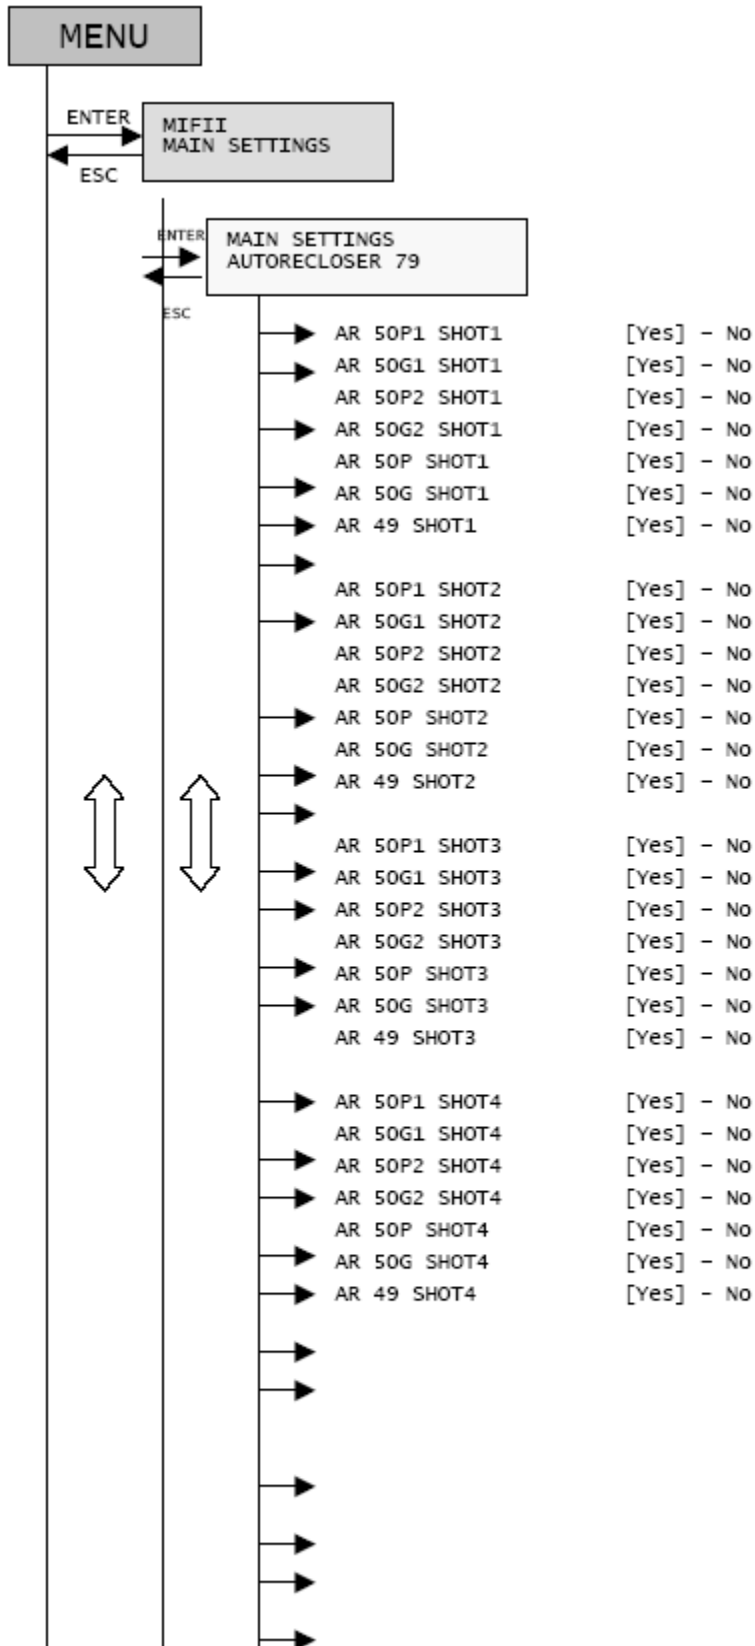 MENU
ENTER
MIFII
MAIN SETTINGS
ESC
ENTER
MAIN SETTINGS
AUTORECLOSER 79
ESC
AR 50P1 SHOT1 [Yes] – No
AR 50G1 SHOT1 [Yes] – No
AR 50P2 SHOT1 [Yes] – No
AR 50G2 SHOT1 [Yes] – No
AR 50P SHOT1 [Yes] – No
AR 50G SHOT1 [Yes] – No
AR 49 SHOT1 [Yes] – No
AR 50P1 SHOT2 [Yes] – No
AR 50G1 SHOT2 [Yes] – No
AR 50P2 SHOT2 [Yes] – No
AR 50G2 SHOT2 [Yes] – No
AR 50P SHOT2 [Yes] – No
AR 50G SHOT2 [Yes] – No
AR 49 SHOT2 [Yes] – No
AR 50P1 SHOT3 [Yes] – No
AR 50G1 SHOT3 [Yes] – No
AR 50P2 SHOT3 [Yes] – No
AR 50G2 SHOT3 [Yes] – No
AR 50P SHOT3 [Yes] – No
AR 50G SHOT3 [Yes] – No
AR 49 SHOT3 [Yes] – No
AR 50P1 SHOT4 [Yes] – No
AR 50G1 SHOT4 [Yes] – No
AR 50P2 SHOT4 [Yes] – No
AR 50G2 SHOT4 [Yes] – No
AR 50P SHOT4 [Yes] – No
AR 50G SHOT4 [Yes] – No
AR 49 SHOT4 [Yes] – No